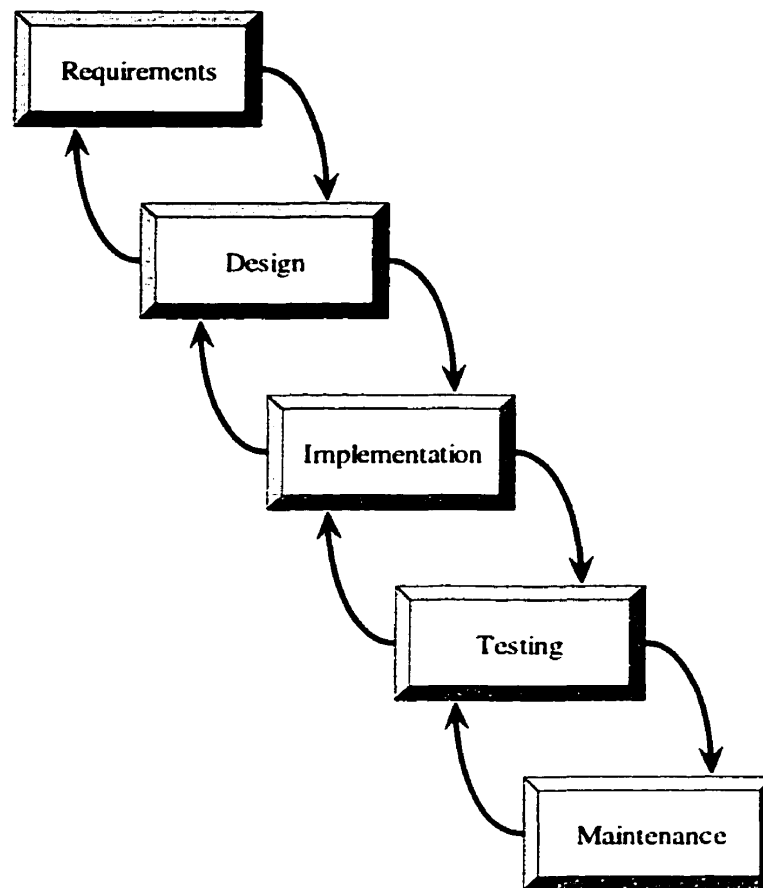 Requirements
Design
Implementation
Testing
Maintenance